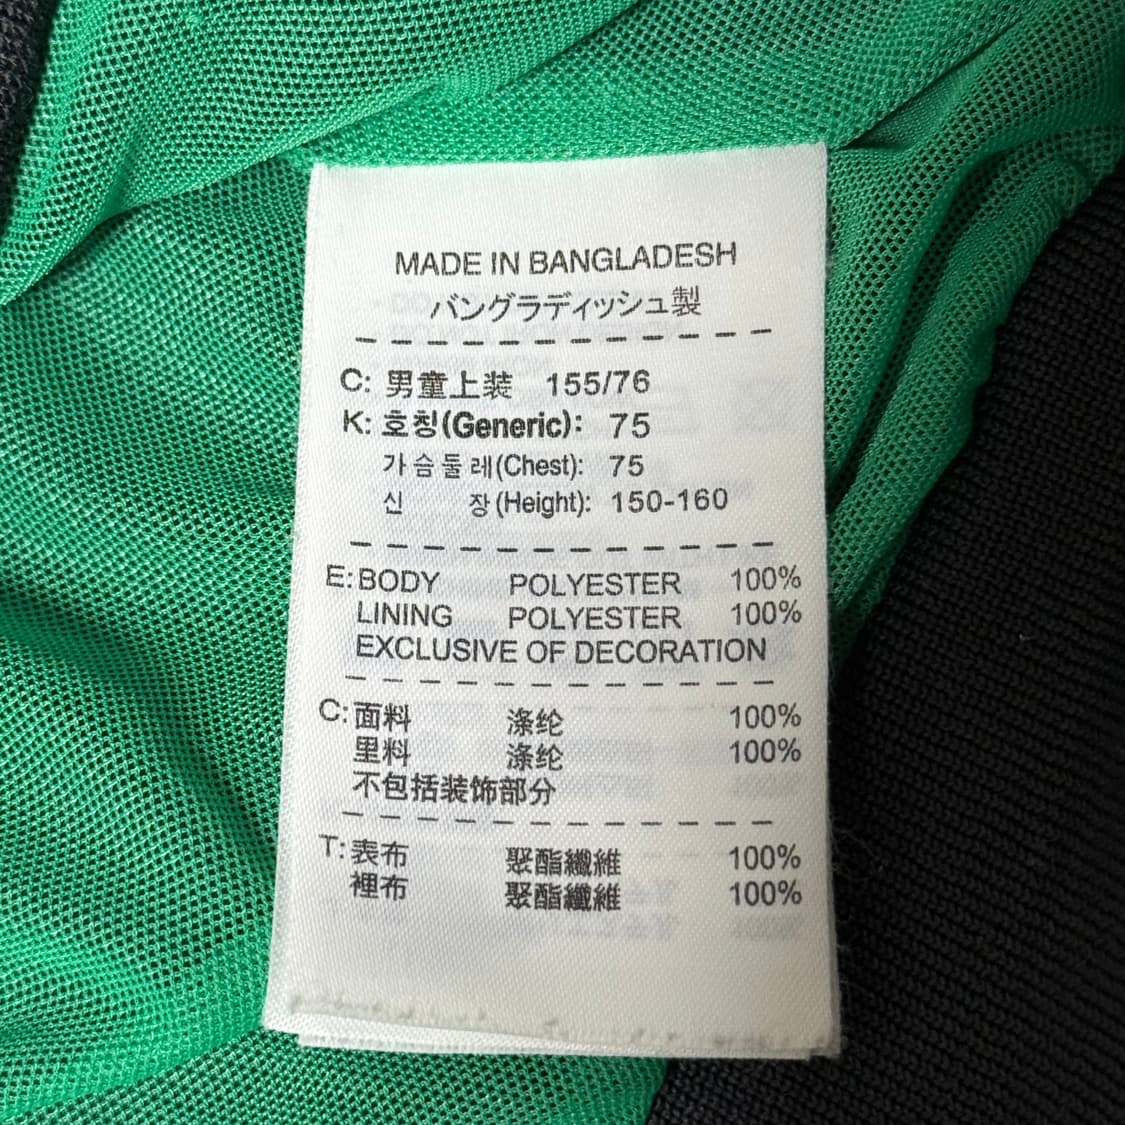 MADE IN BANGLADESH
バングラディッシュ製
C: 男童上装 155/76
K: 호칭(Generic): 75
가슴둘레(Chest): 75
신 장(Height): 150-160
E: BODY POLYESTER 100%
LINING POLYESTER 100%
EXCLUSIVE OF DECORATION
C: 面料 涤纶 100%
里料 涤纶 100%
不包括装饰部分
T: 表布 聚酯纖維 100%
裡布 聚酯纖維 100%